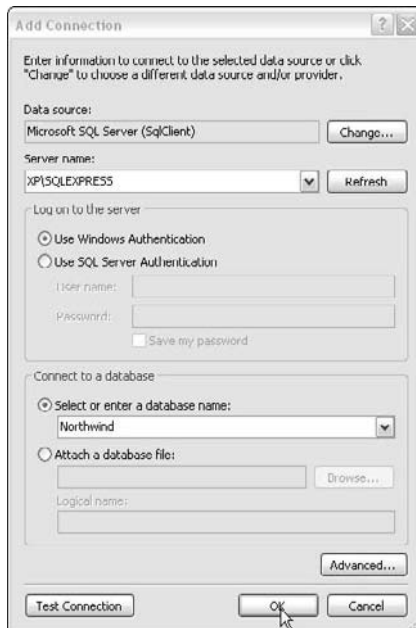 Add Connection
Enter information to connect to the selected data source or click
"Change" to choose a different data source and/or provider.
Data source:
Microsoft SQL Server (SqlClient)
Change...
Server name:
XP\SQLEXPRESS
Refresh
Log on to the server
Use Windows Authentication
Use SQL Server Authentication
User name:
Password:
Save my password
Connect to a database
Select or enter a database name:
Northwind
Attach a database file:
Browse...
Logical name:
Advanced...
Test Connection
OK
Cancel